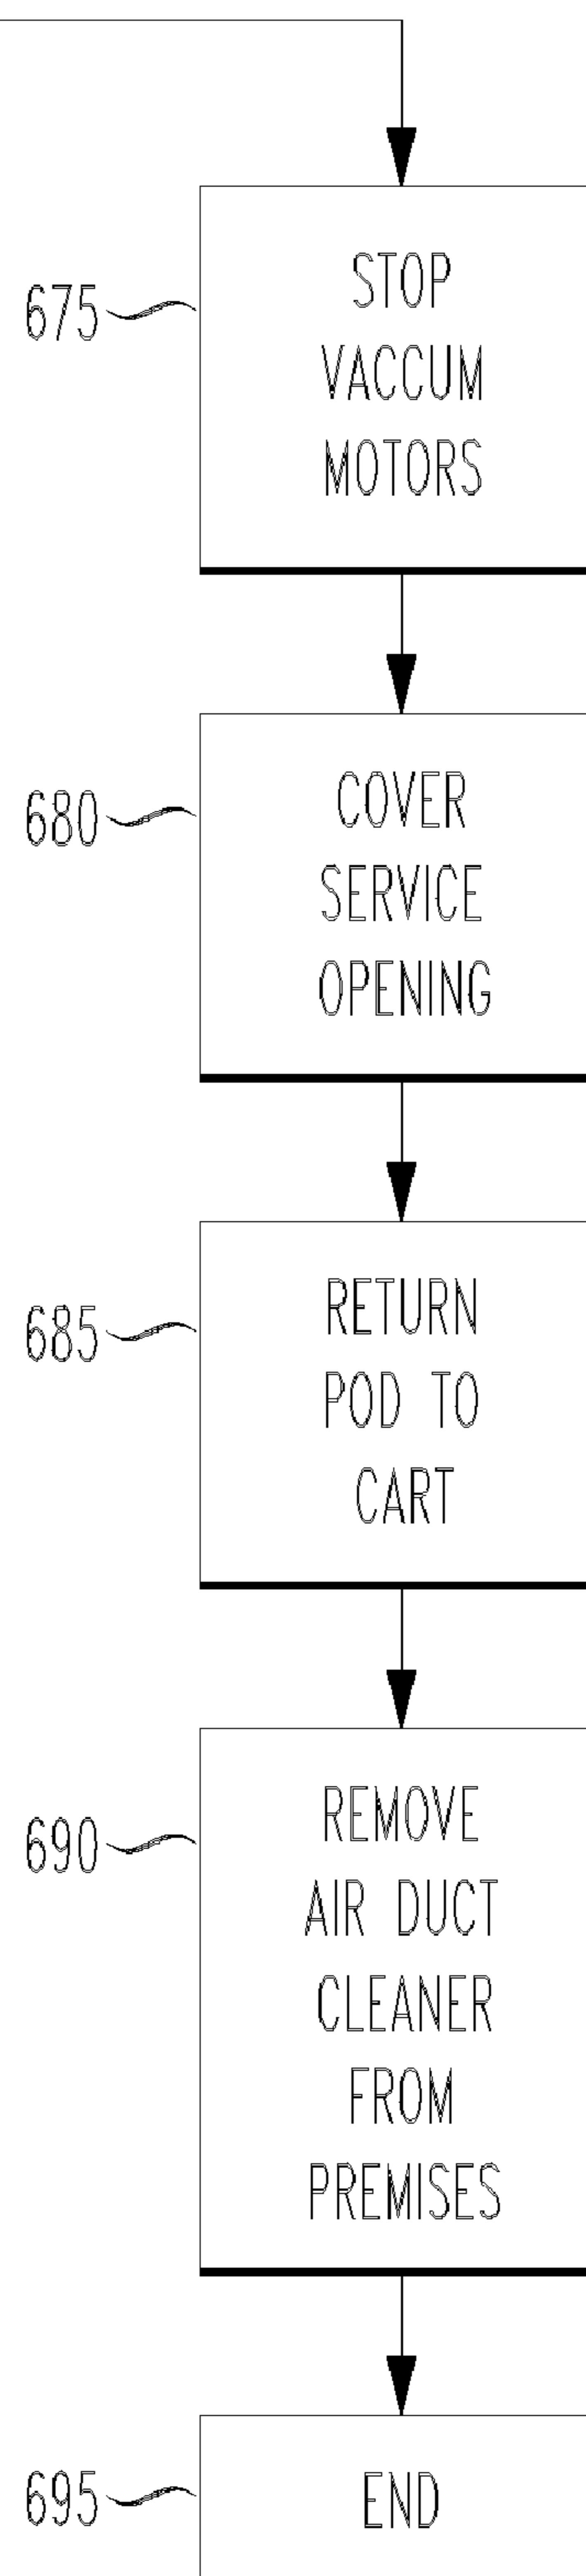 675
STOP
VACCUM
MOTORS
680
COVER
SERVICE
OPENING
685
RETURN
POD TO
CART
690
REMOVE
AIR DUCT
CLEANER
FROM
PREMISES
695
END